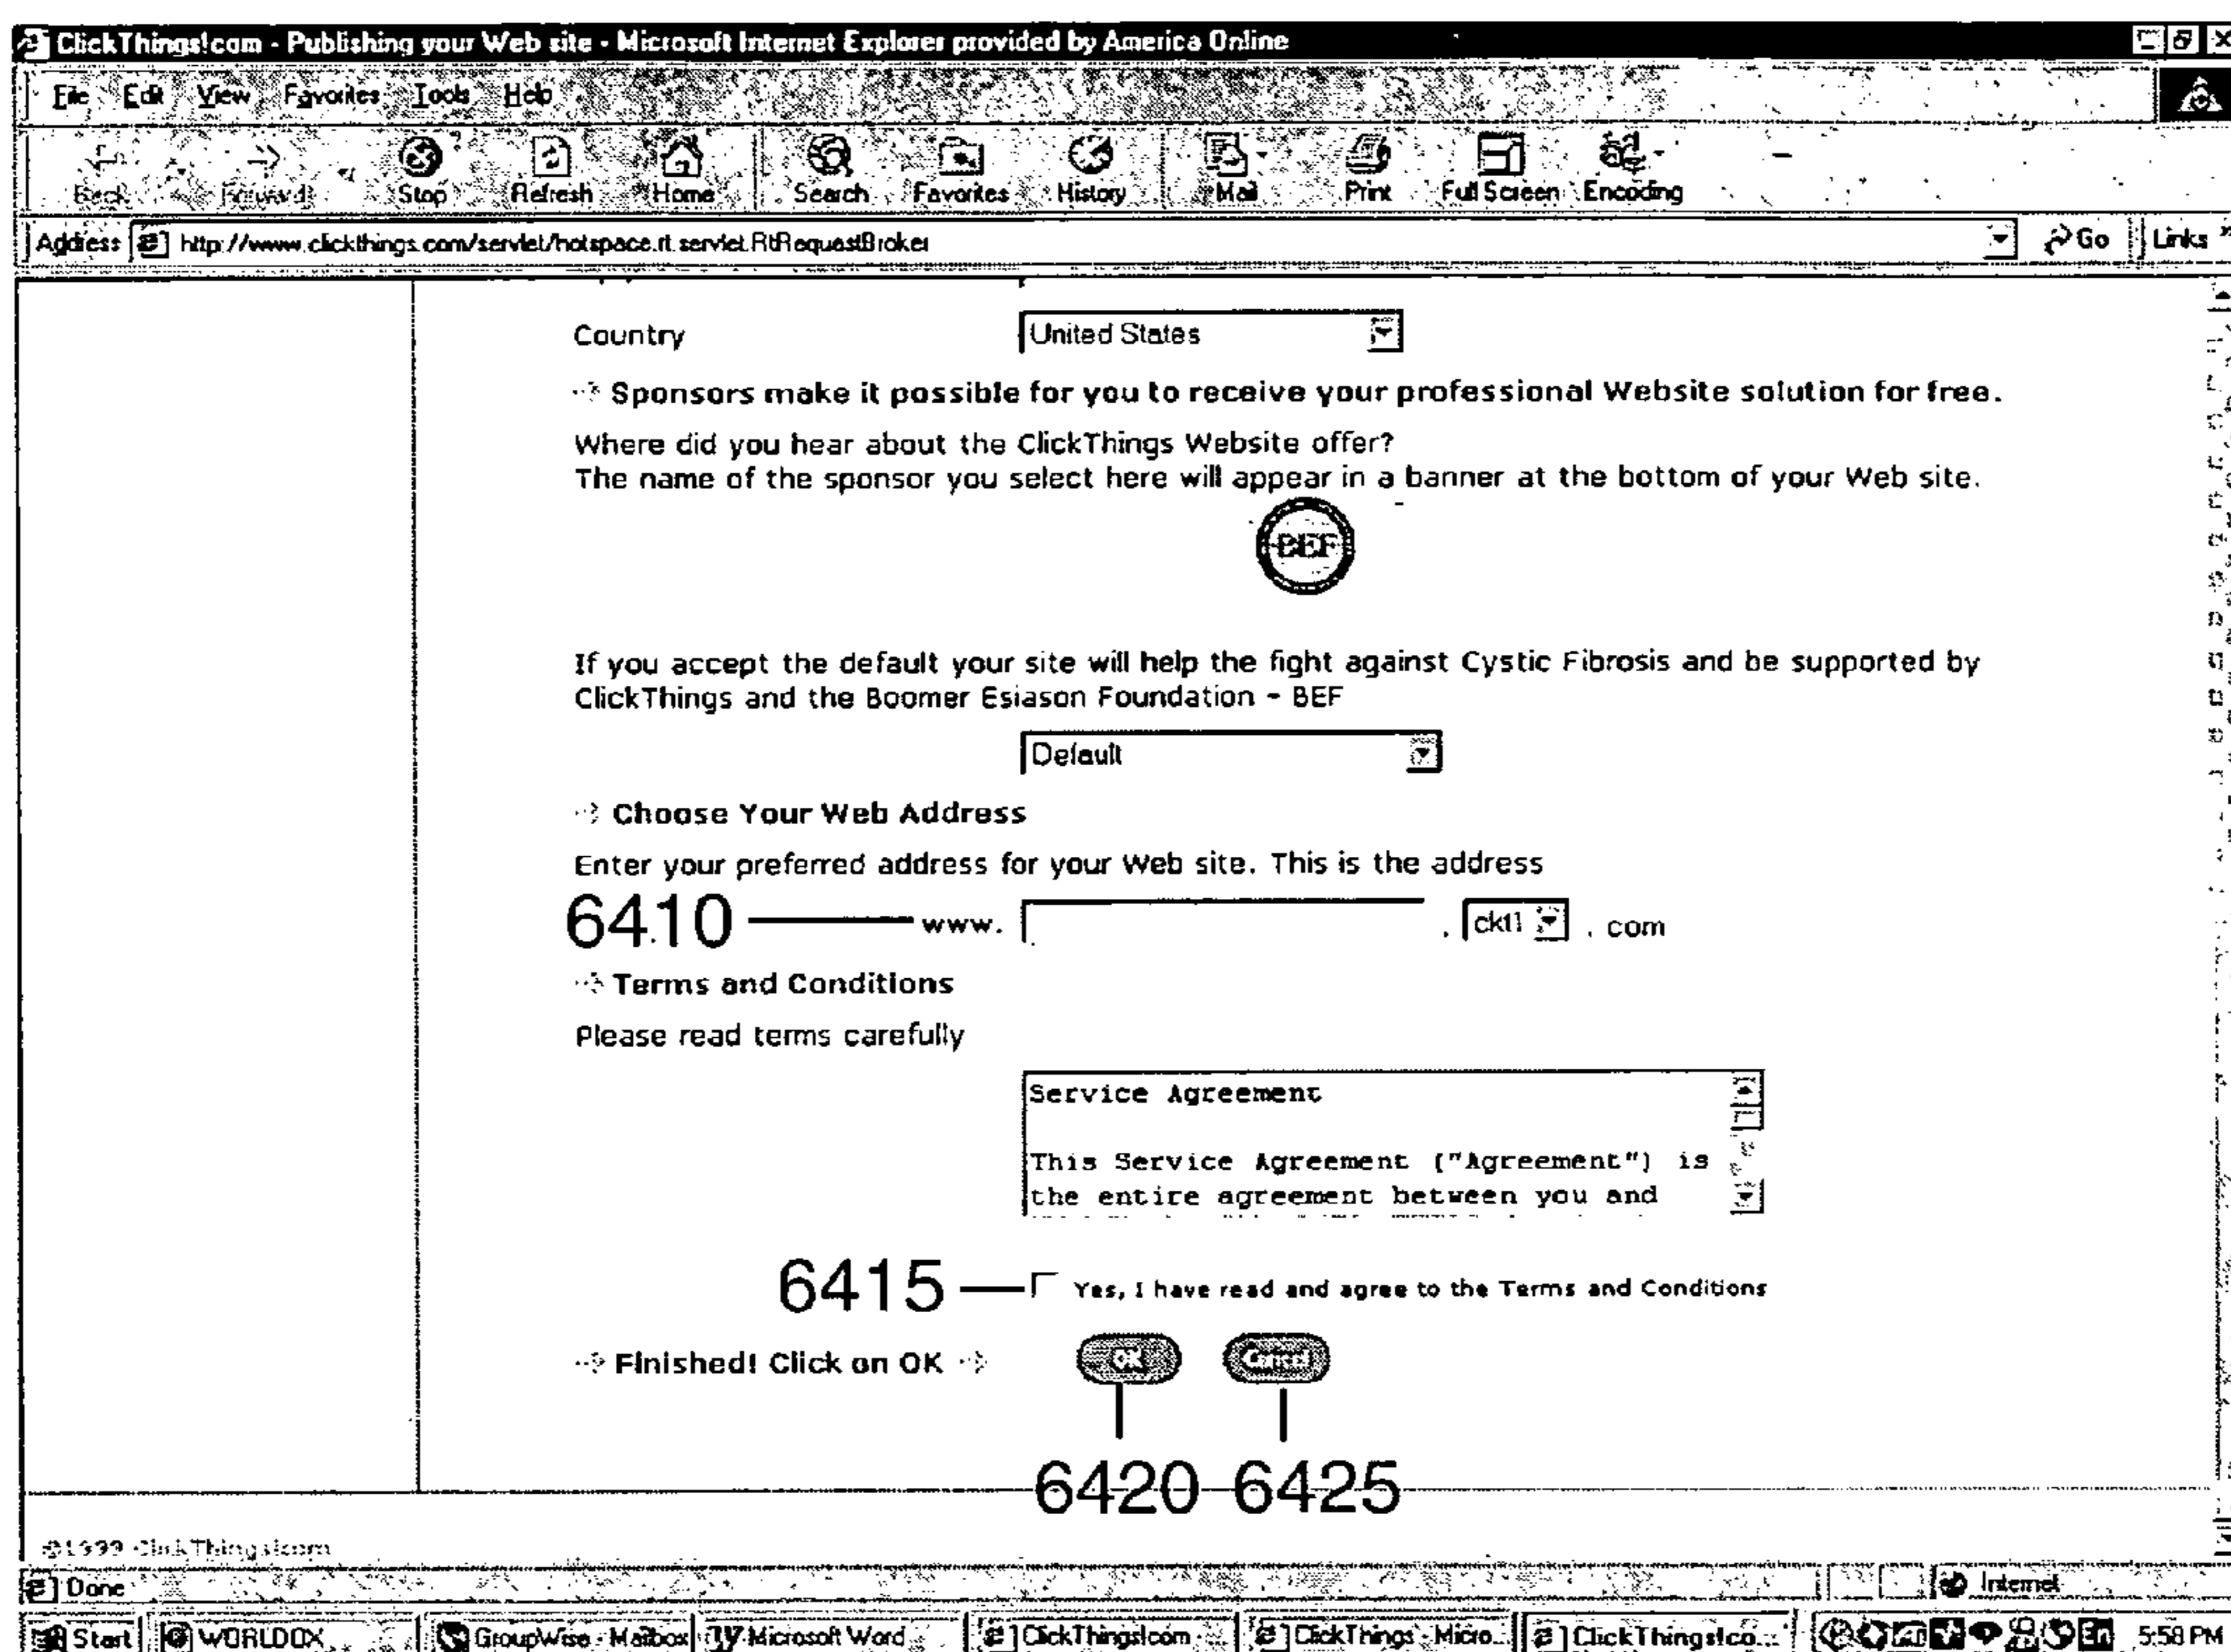 ClickThings!com - Publishing your Web site - Microsoft Internet Explorer provided by America Online
File Edit View Favorites Tools Help
Back Forward Stop Refresh Home Search Favorites History Mail Print Full Screen Encoding
Address http://www.clickthings.com/servlet/hotspace.rt.servlet.RtRequestBroker Go Links »
Country United States
Sponsors make it possible for you to receive your professional Website solution for free.
Where did you hear about the ClickThings Website offer?
The name of the sponsor you select here will appear in a banner at the bottom of your Web site.
BEF
If you accept the default your site will help the fight against Cystic Fibrosis and be supported by
ClickThings and the Boomer Esiason Foundation - BEF
Default
Choose Your Web Address
Enter your preferred address for your Web site. This is the address
6410 www. . ckt1 . com
Terms and Conditions
Please read terms carefully
Service Agreement
This Service Agreement ("Agreement") is
the entire agreement between you and
6415 Yes, I have read and agree to the Terms and Conditions
Finished! Click on OK OK Cancel
6420 6425
©1999 ClickThings!com
Done Internet
Start WORLDOX GroupWise - Mailbox Microsoft Word ClickThings!com - ClickThings - Micro... ClickThings!co... En 5:58 PM